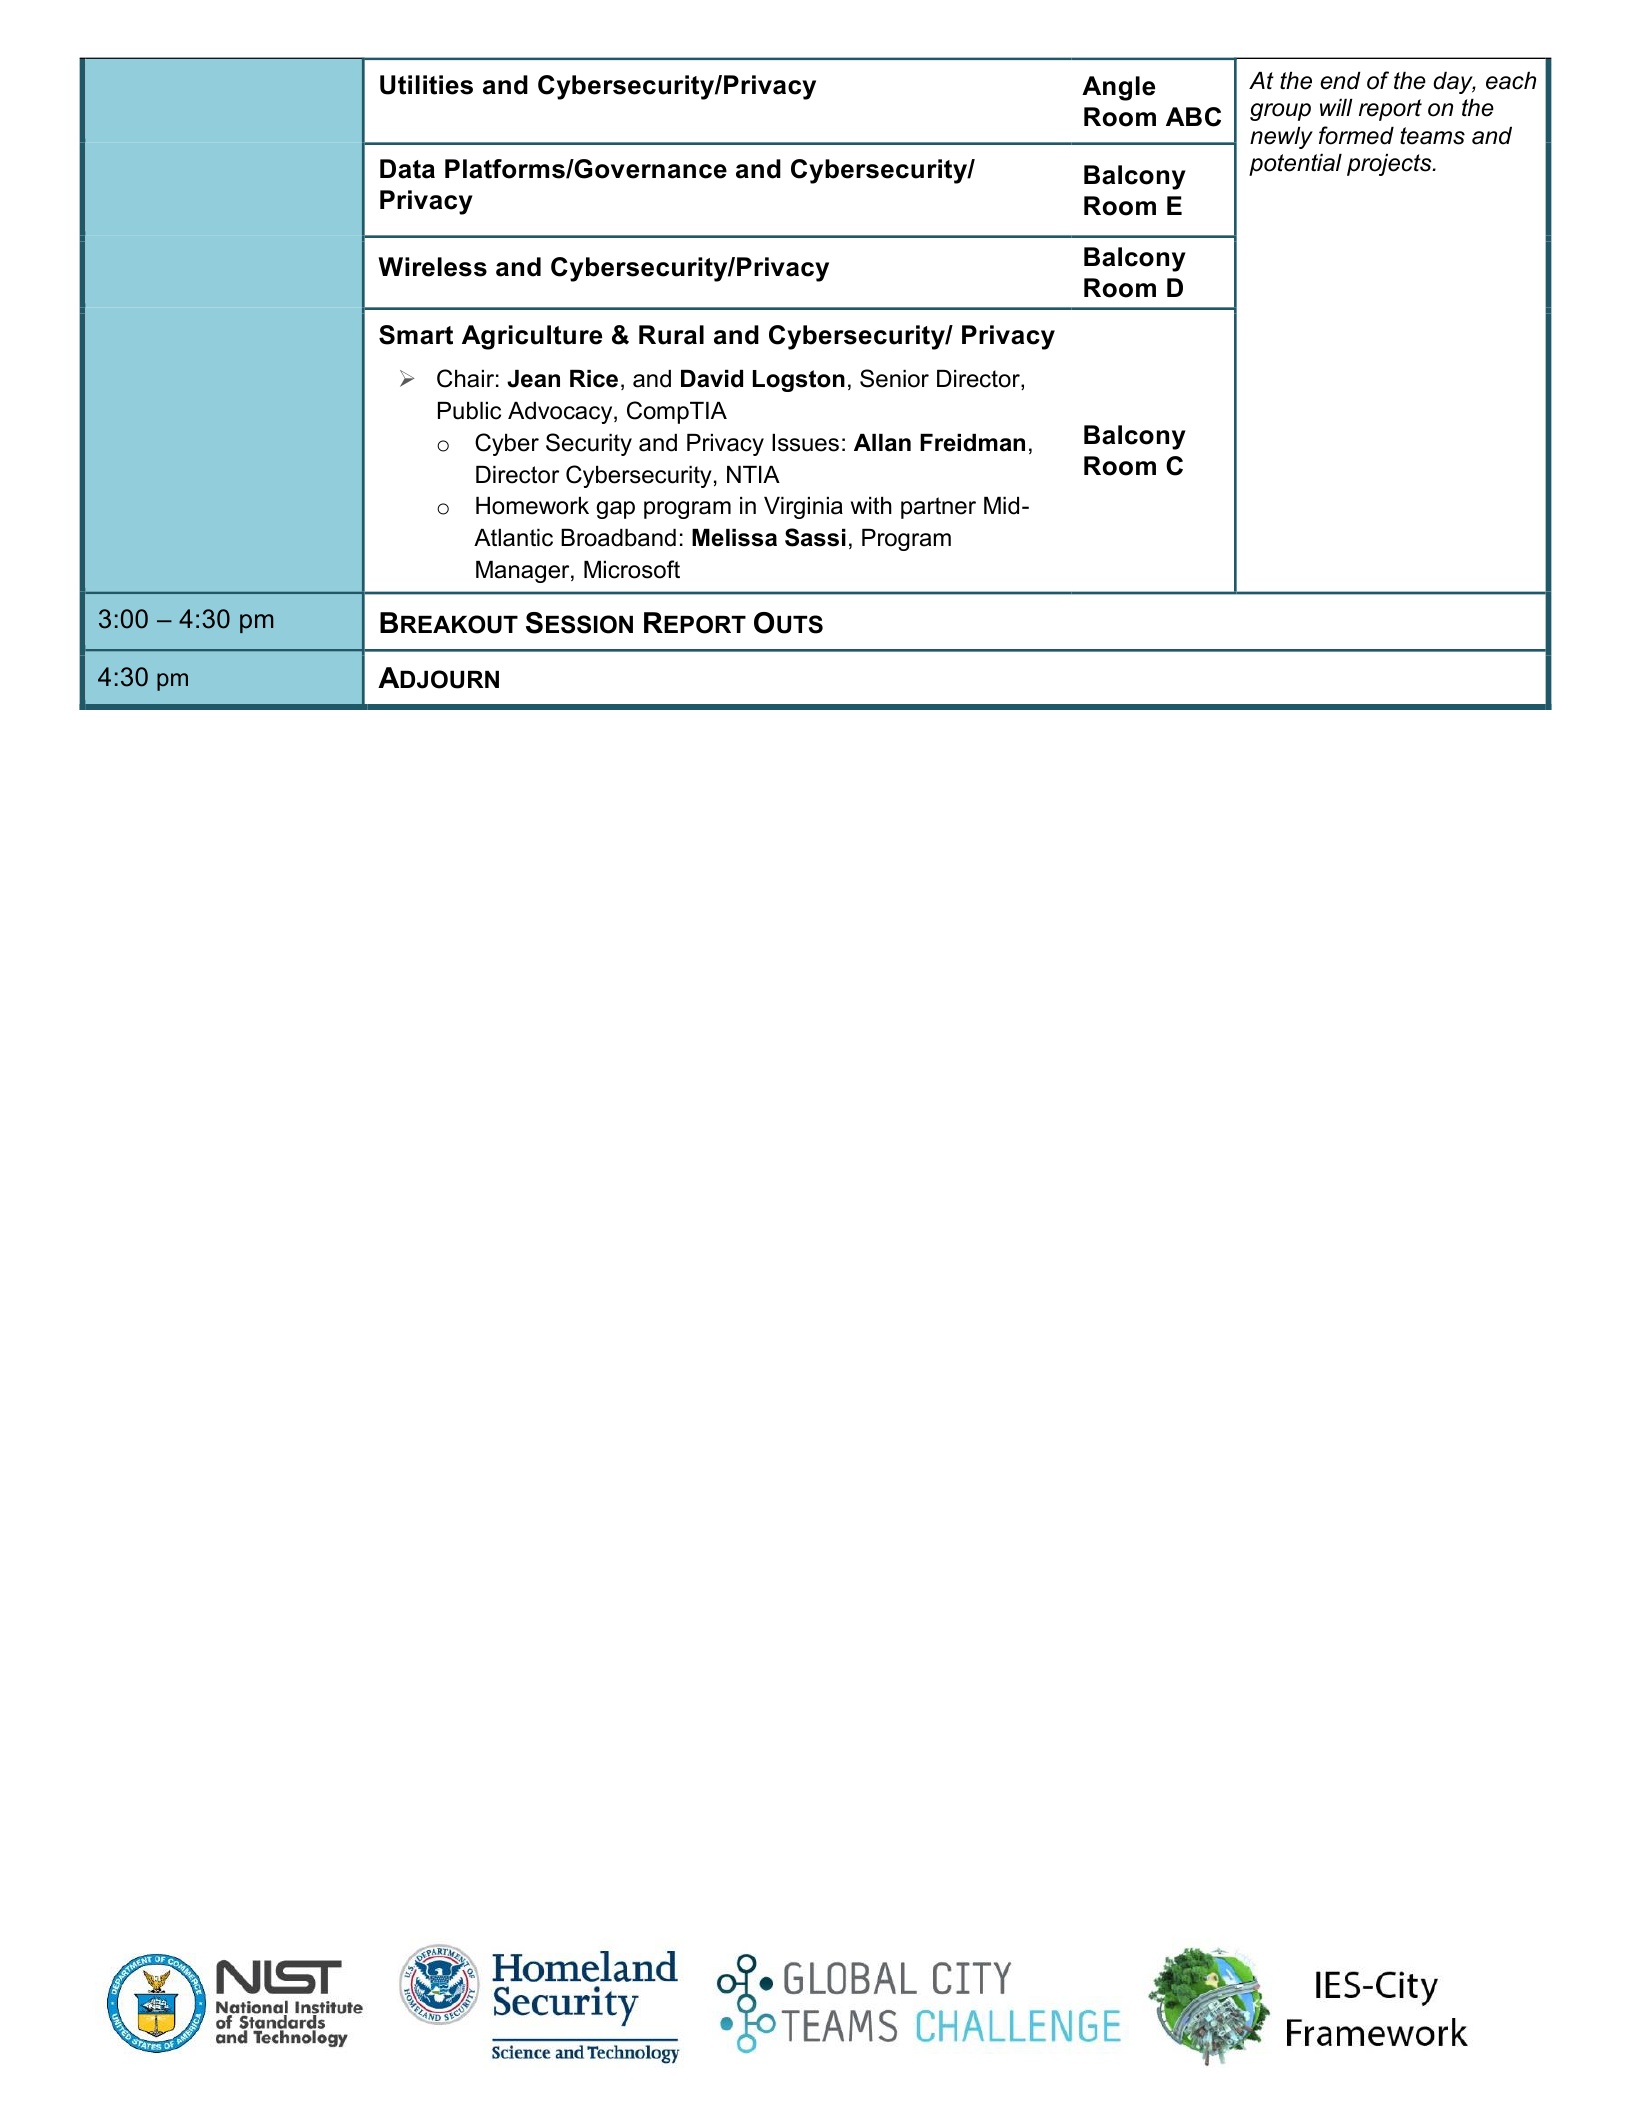 Utilities and Cybersecurity/Privacy
Angle
Room ABC
At the end of the day, each
group will report on the
newly formed teams and
potential projects.
Data Platforms/Governance and Cybersecurity/
Privacy
Balcony
Room E
Wireless and Cybersecurity/Privacy
Balcony
Room D
Smart Agriculture & Rural and Cybersecurity/ Privacy
➢ Chair: Jean Rice, and David Logston, Senior Director,
Public Advocacy, CompTIA
o Cyber Security and Privacy Issues: Allan Freidman,
Director Cybersecurity, NTIA
o Homework gap program in Virginia with partner Mid-
Atlantic Broadband: Melissa Sassi, Program
Manager, Microsoft
Balcony
Room C
3:00 – 4:30 pm
BREAKOUT SESSION REPORT OUTS
4:30 pm
ADJOURN
DEPARTMENT OF COMMERCE
UNITED STATES OF AMERICA
NIST
National Institute
of Standards
and Technology
U.S. DEPARTMENT OF
HOMELAND SECURITY
Homeland
Security
Science and Technology
GLOBAL CITY
TEAMS CHALLENGE
IES-City
Framework